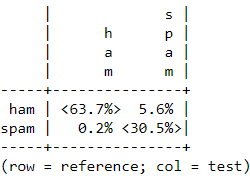 |           s |
     |     h     p |
     |     a     a |
     |     m     m |
-----+-------------+
 ham | <63.7%>  5.6% |
spam |   0.2% <30.5%>|
-----+-------------+
(row = reference; col = test)